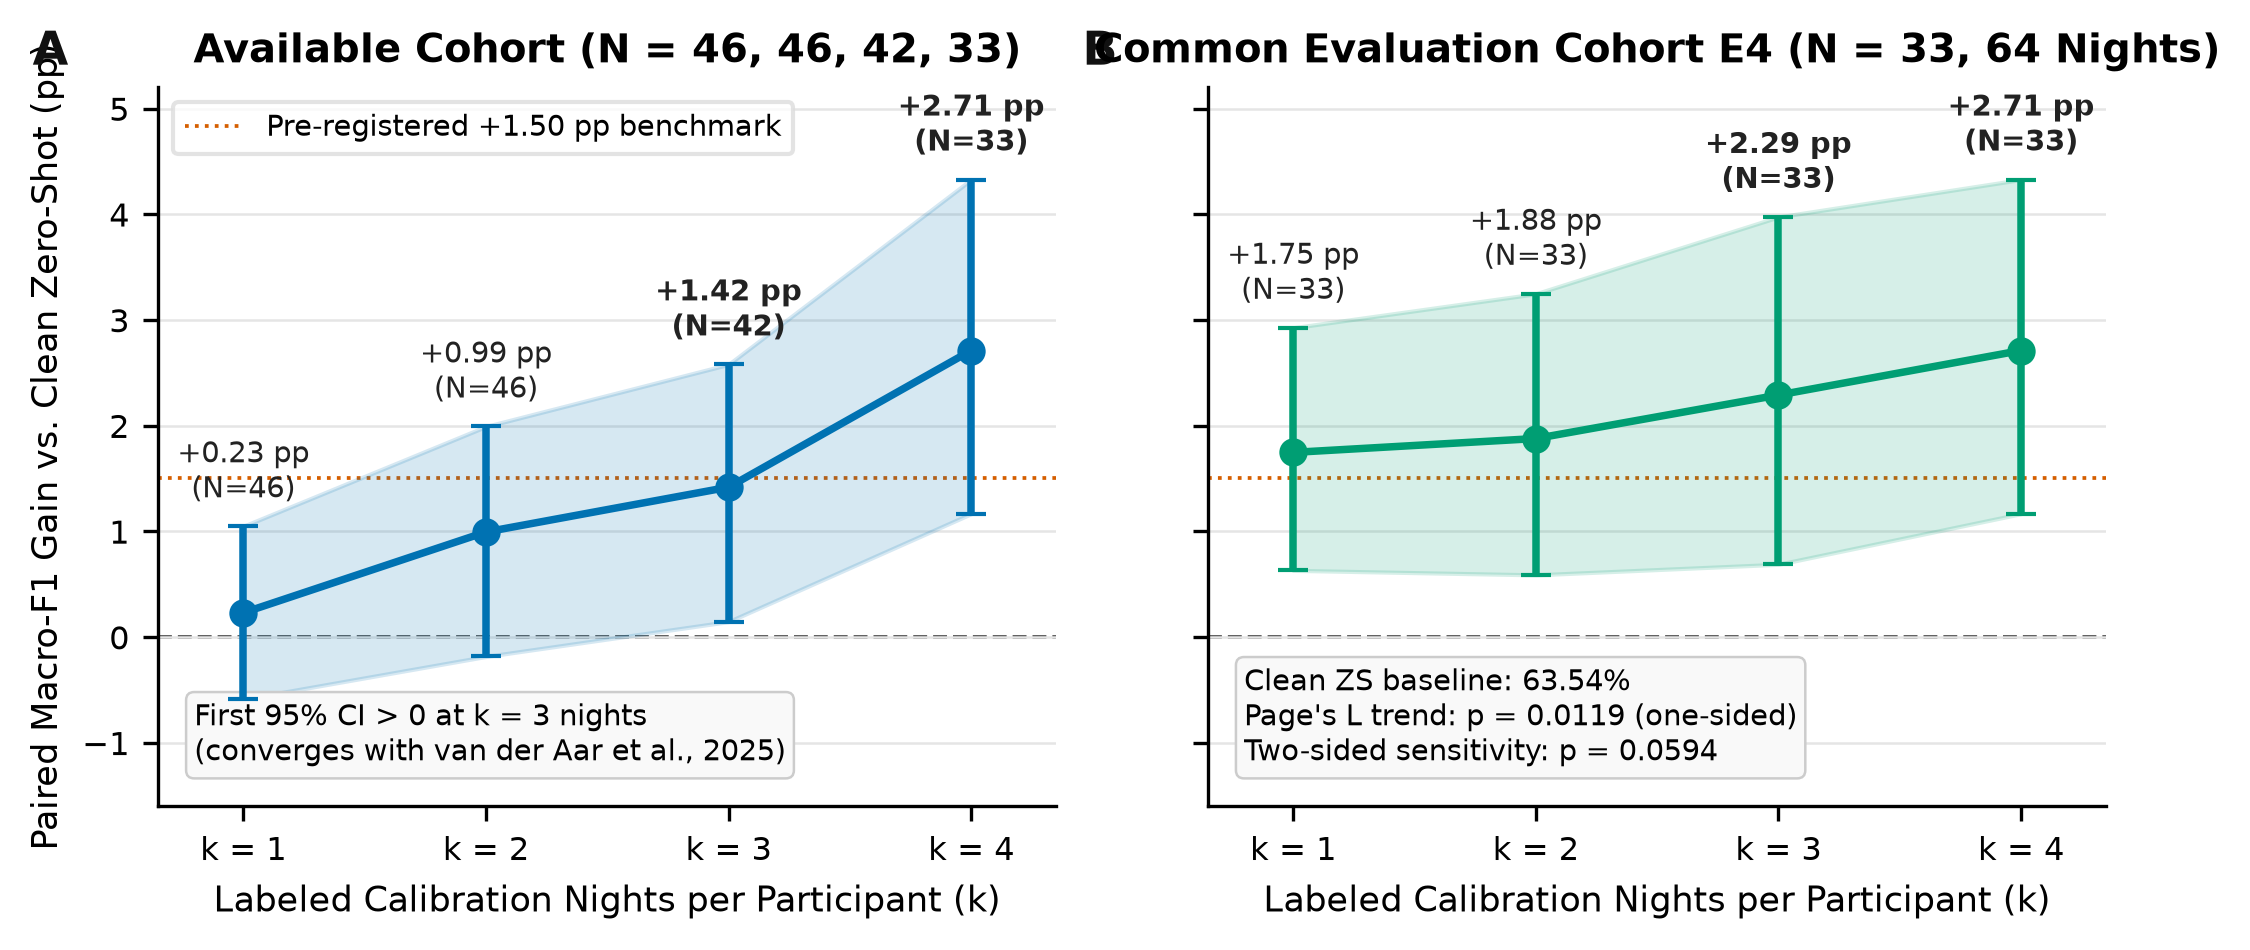 A
Available Cohort (N = 46, 46, 42, 33)
Paired Macro-F1 Gain vs. Clean Zero-Shot (pp)
Pre-registered +1.50 pp benchmark
5
4
3
2
1
0
−1
+0.23 pp
(N=46)
+0.99 pp
(N=46)
+1.42 pp
(N=42)
+2.71 pp
(N=33)
First 95% CI > 0 at k = 3 nights
(converges with van der Aar et al., 2025)
k = 1
k = 2
k = 3
k = 4
Labeled Calibration Nights per Participant (k)
B
Common Evaluation Cohort E4 (N = 33, 64 Nights)
+1.75 pp
(N=33)
+1.88 pp
(N=33)
+2.29 pp
(N=33)
+2.71 pp
(N=33)
Clean ZS baseline: 63.54%
Page's L trend: p = 0.0119 (one-sided)
Two-sided sensitivity: p = 0.0594
k = 1
k = 2
k = 3
k = 4
Labeled Calibration Nights per Participant (k)